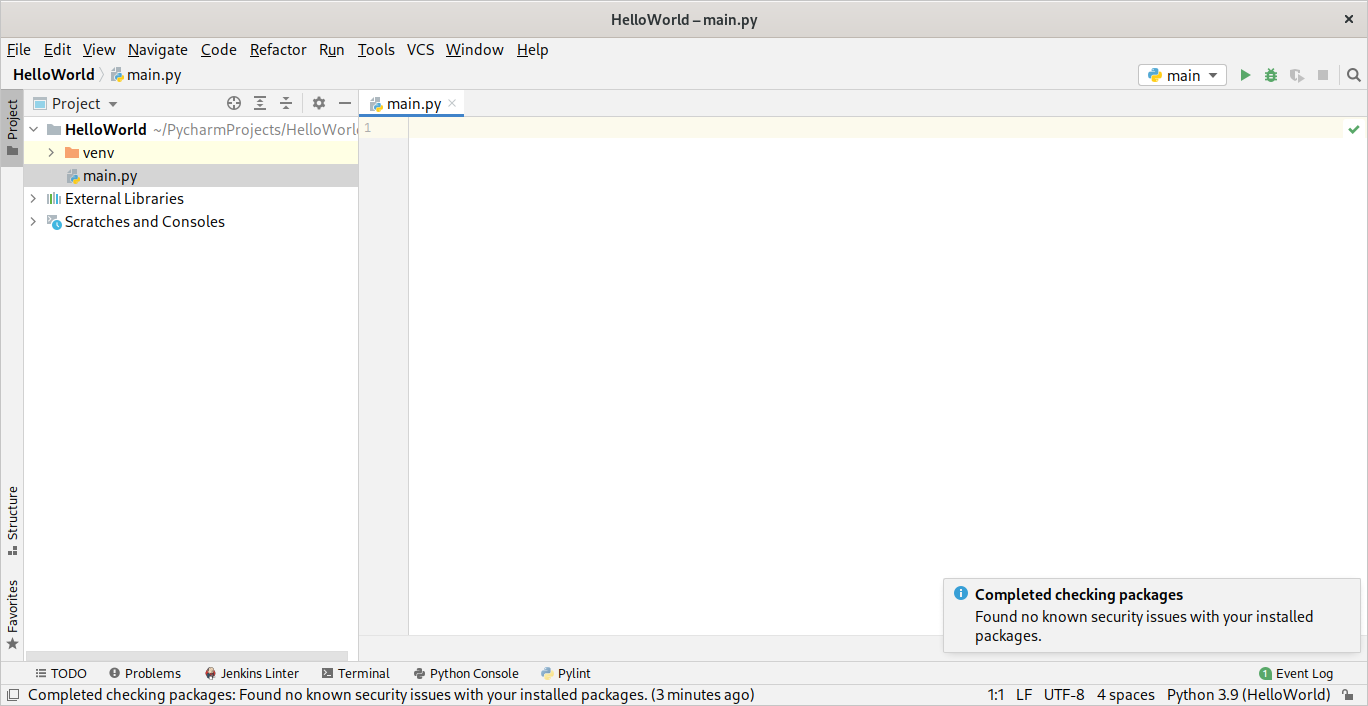 HelloWorld – main.py
File Edit View Navigate Code Refactor Run Tools VCS Window Help
HelloWorld main.py
main
Project
Project
main.py
HelloWorld ~/PycharmProjects/HelloWorl
1
venv
main.py
External Libraries
Scratches and Consoles
Structure
Favorites
Completed checking packages
Found no known security issues with your installed
packages.
TODO Problems Jenkins Linter Terminal Python Console Pylint 1 Event Log
Completed checking packages: Found no known security issues with your installed packages. (3 minutes ago) 1:1 LF UTF-8 4 spaces Python 3.9 (HelloWorld)